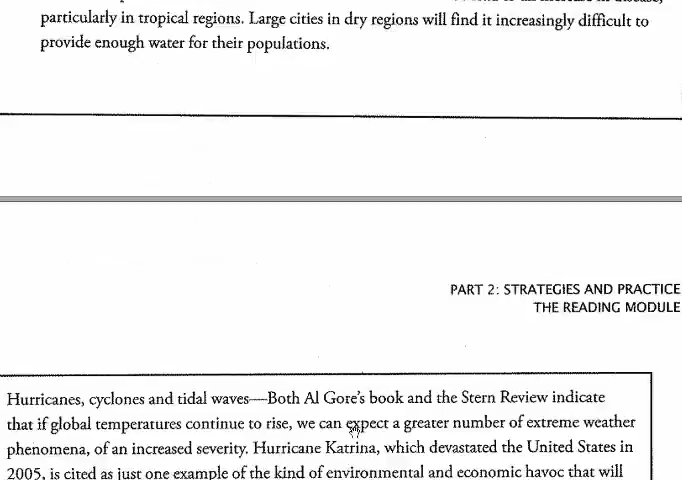 particularly in tropical regions. Large cities in dry regions will find it increasingly difficult to
provide enough water for their populations.
PART 2: STRATEGIES AND PRACTICE
THE READING MODULE
Hurricanes, cyclones and tidal waves—Both Al Gore's book and the Stern Review indicate
that if global temperatures continue to rise, we can expect a greater number of extreme weather
phenomena, of an increased severity. Hurricane Katrina, which devastated the United States in
2005, is cited as just one example of the kind of environmental and economic havoc that will